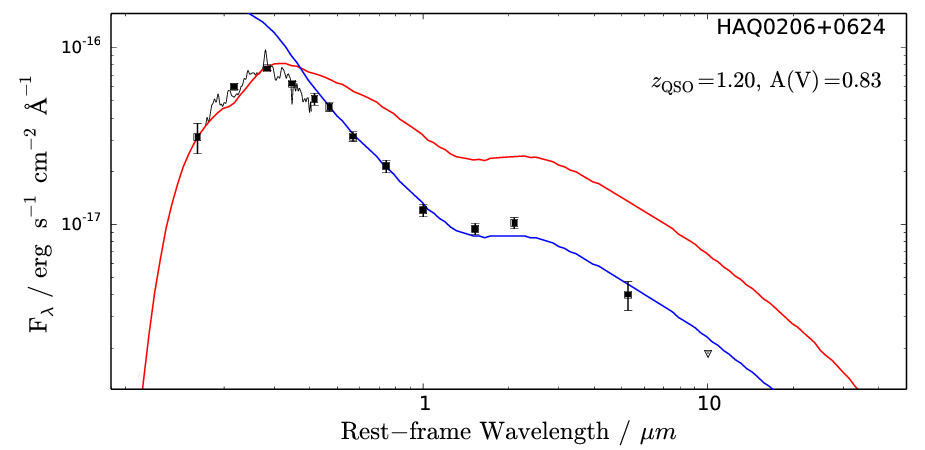 HAQ0206+0624
z_QSO=1.20, A(V)=0.83
10⁻¹⁶
10⁻¹⁷
F_λ / erg s⁻¹ cm⁻² Å⁻¹
1 10
Rest−frame Wavelength / μm